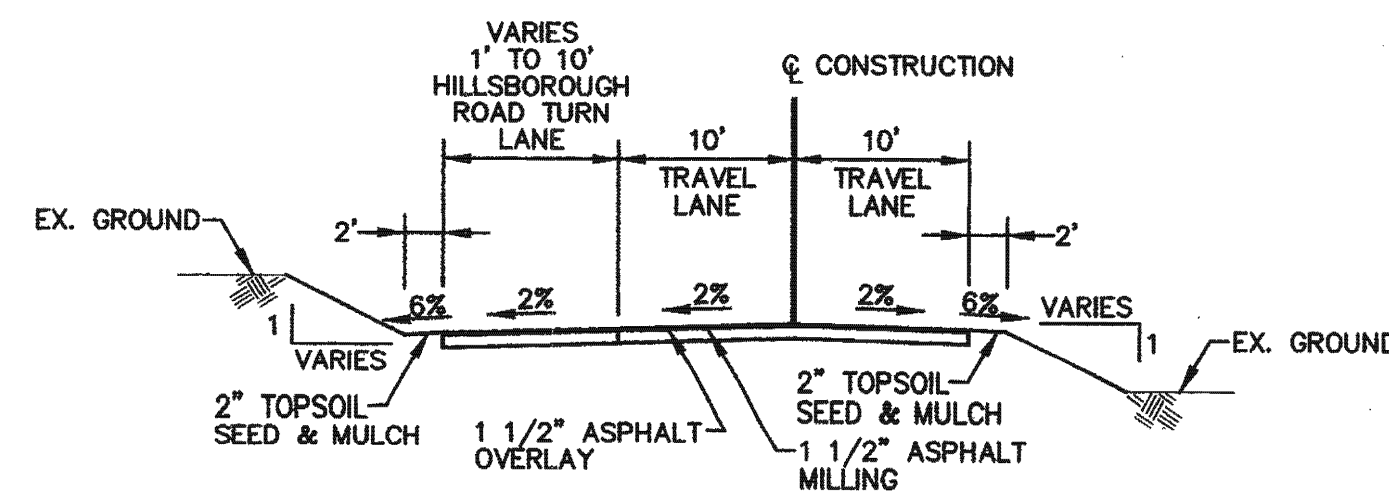 VARIES
1' TO 10'
HILLSBOROUGH
ROAD TURN
LANE
℄ CONSTRUCTION
10'
TRAVEL
LANE
10'
TRAVEL
LANE
EX. GROUND
2'
2'
6%
2%
2%
2%
6%
VARIES
1
VARIES
1
EX. GROUND
2" TOPSOIL
SEED & MULCH
1 1/2" ASPHALT
OVERLAY
2" TOPSOIL
SEED & MULCH
1 1/2" ASPHALT
MILLING